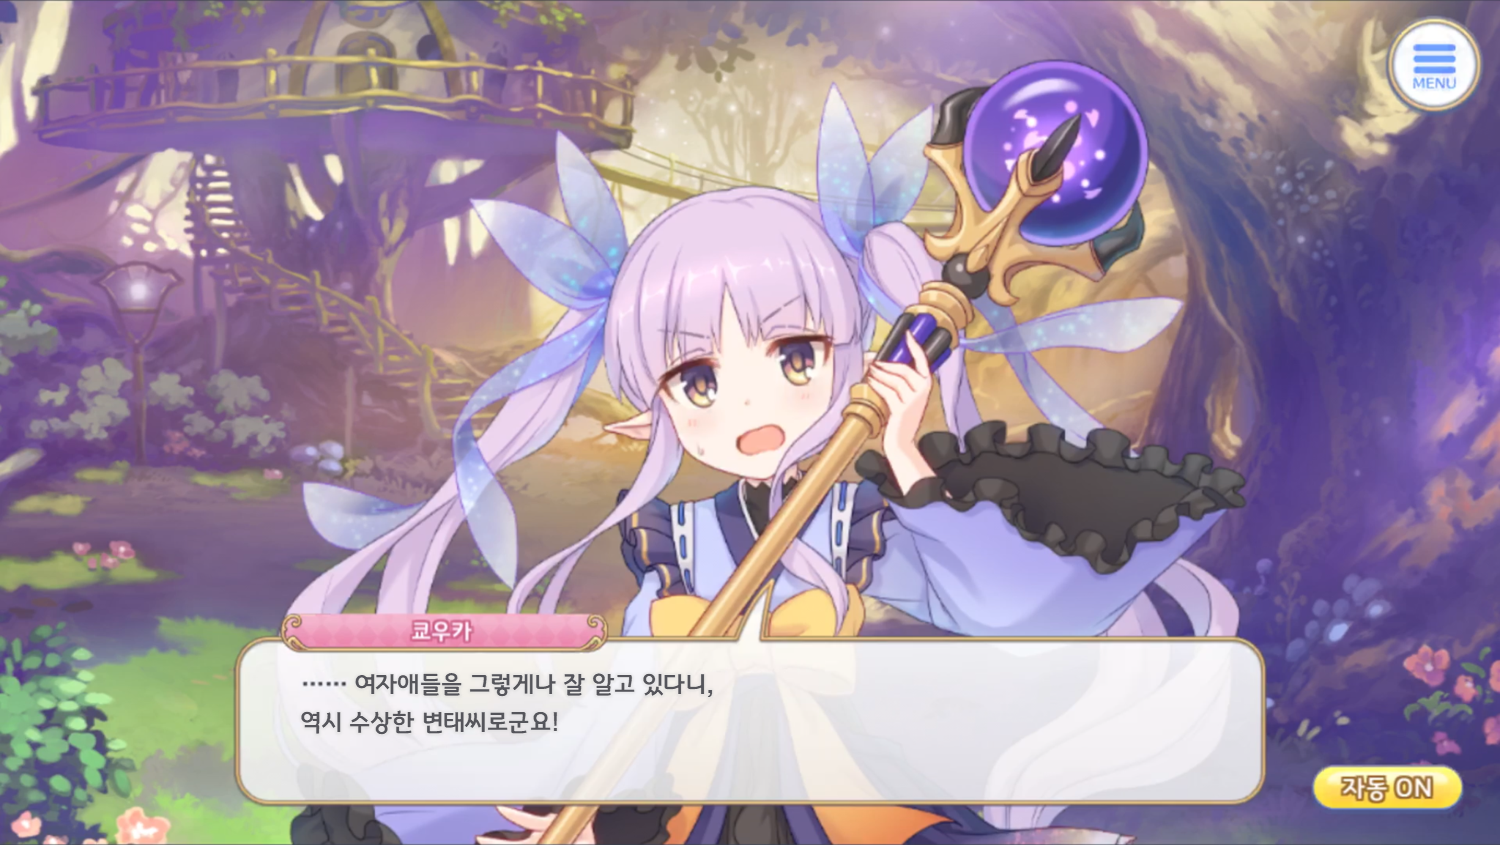 MENU
쿄우카
…… 여자애들을 그렇게나 잘 알고 있다니,
역시 수상한 변태씨로군요!
자동 ON